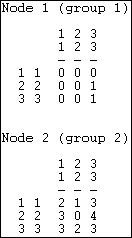 Node 1 (group 1)
1 2 3
1 2 3
— — —
1 1 0 0 0
2 2 0 0 1
3 3 0 0 1
Node 2 (group 2)
1 2 3
1 2 3
— — —
1 1 2 1 3
2 2 3 0 4
3 3 3 2 3